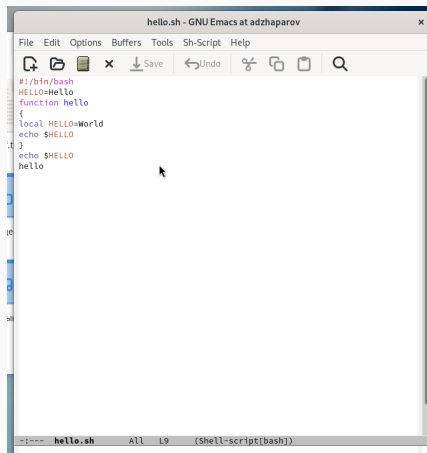 hello.sh - GNU Emacs at adzhaparov ×
File Edit Options Buffers Tools Sh-Script Help
Save Undo
#!/bin/bash
HELLO=Hello
function hello
{
local HELLO=World
echo $HELLO
}
echo $HELLO
hello
-:--- hello.sh All L9 (Shell-script[bash])